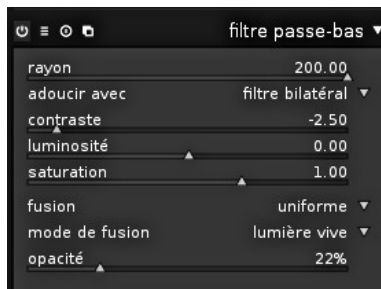 filtre passe-bas
rayon 200.00
adoucir avec filtre bilatéral
contraste -2.50
luminosité 0.00
saturation 1.00
fusion uniforme
mode de fusion lumière vive
opacité 22%